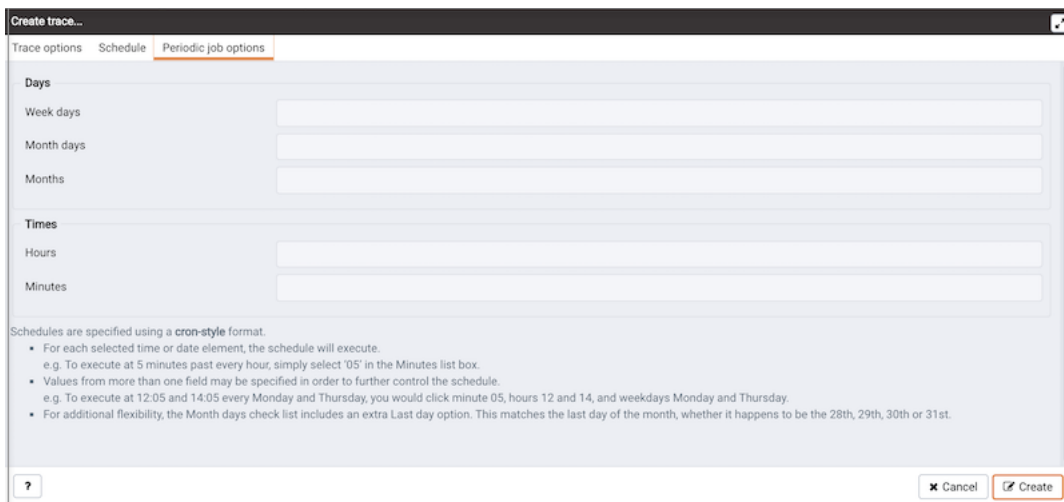 Create trace...
Trace options Schedule Periodic job options
Days
Week days
Month days
Months
Times
Hours
Minutes
Schedules are specified using a cron-style format.
• For each selected time or date element, the schedule will execute.
e.g. To execute at 5 minutes past every hour, simply select '05' in the Minutes list box.
• Values from more than one field may be specified in order to further control the schedule.
e.g. To execute at 12:05 and 14:05 every Monday and Thursday, you would click minute 05, hours 12 and 14, and weekdays Monday and Thursday.
• For additional flexibility, the Month days check list includes an extra Last day option. This matches the last day of the month, whether it happens to be the 28th, 29th, 30th or 31st.
? Cancel Create